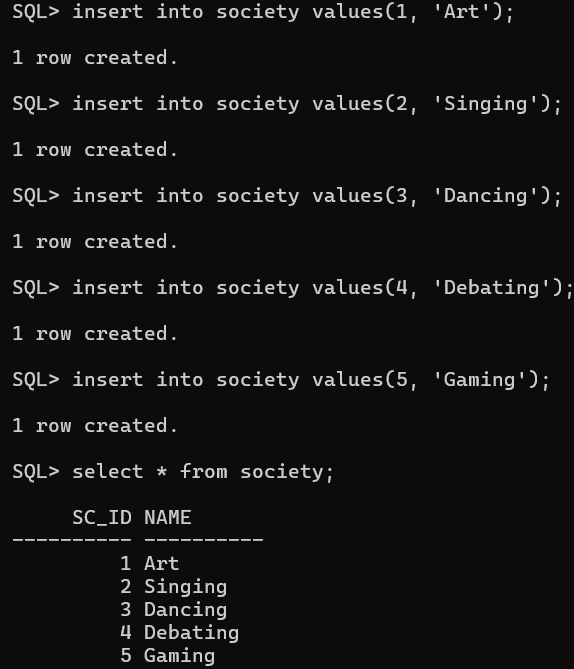 SQL> insert into society values(1, 'Art');
1 row created.
SQL> insert into society values(2, 'Singing');
1 row created.
SQL> insert into society values(3, 'Dancing');
1 row created.
SQL> insert into society values(4, 'Debating');
1 row created.
SQL> insert into society values(5, 'Gaming');
1 row created.
SQL> select * from society;
     SC_ID NAME
---------- ----------
         1 Art
         2 Singing
         3 Dancing
         4 Debating
         5 Gaming